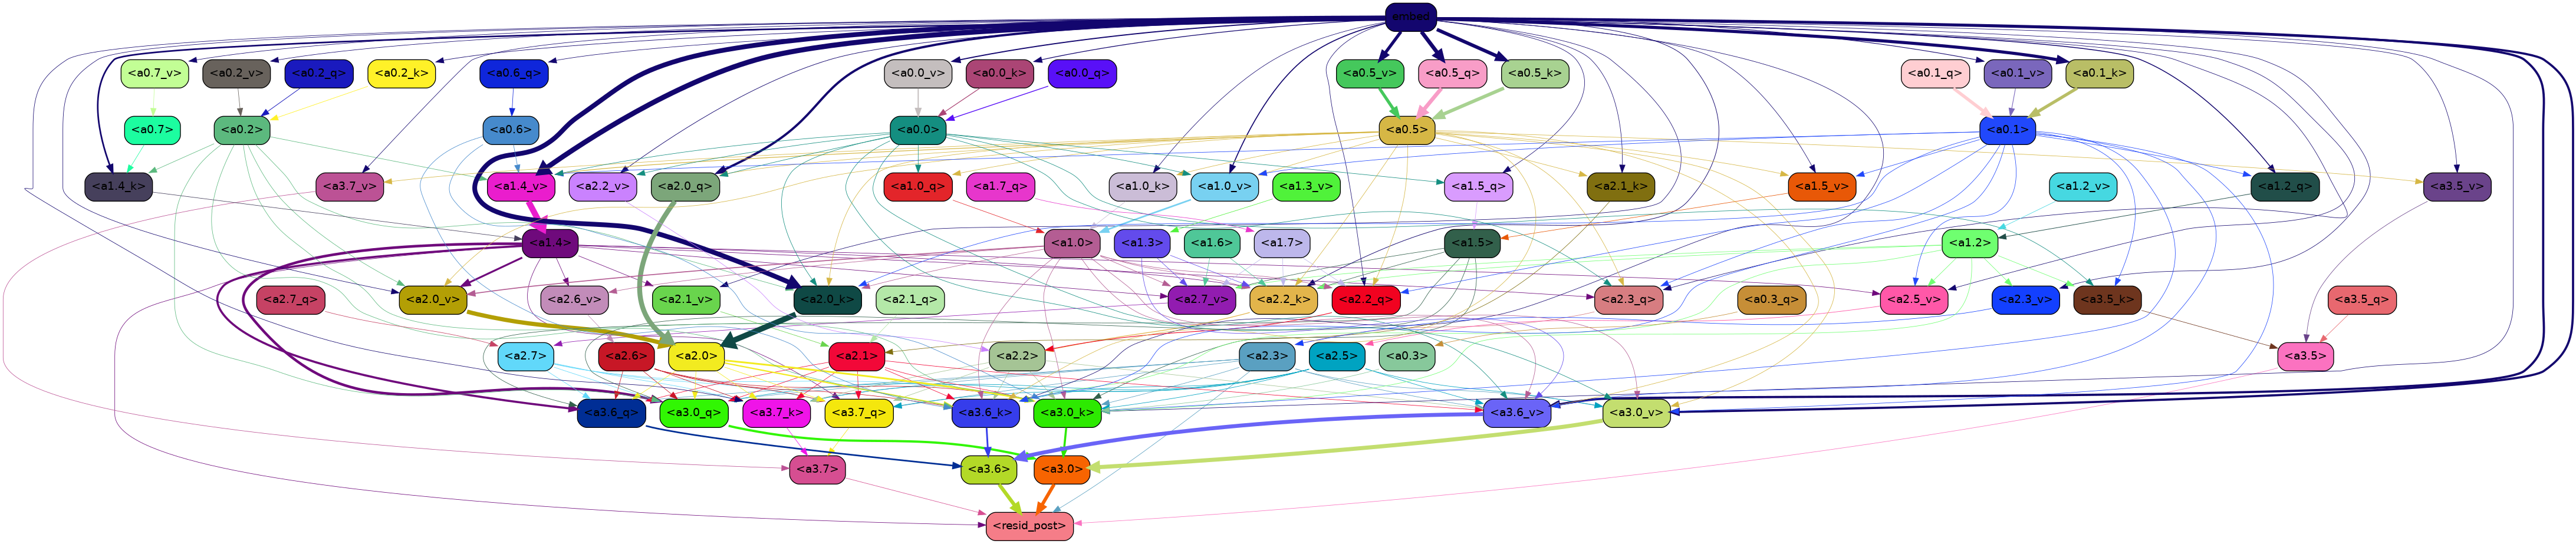 embed
<a0.7_v> <a0.2_v> <a0.2_q> <a0.2_k> <a0.6_q> <a0.0_v> <a0.0_k> <a0.0_q> <a0.5_v> <a0.5_q> <a0.5_k> <a0.1_q> <a0.1_v> <a0.1_k>
<a0.7> <a0.2> <a0.6> <a0.0> <a0.5> <a0.1>
<a1.4_k> <a3.7_v> <a1.4_v> <a2.2_v> <a2.0_q> <a1.0_q> <a1.7_q> <a1.0_k> <a1.0_v> <a1.3_v> <a1.5_q> <a2.1_k> <a1.5_v> <a1.2_v> <a1.2_q> <a3.5_v>
<a1.4> <a1.0> <a1.3> <a1.6> <a1.7> <a1.5> <a1.2>
<a2.7_q> <a2.0_v> <a2.6_v> <a2.1_v> <a2.0_k> <a2.1_q> <a2.7_v> <a2.2_k> <a2.2_q> <a2.3_q> <a0.3_q> <a2.5_v> <a2.3_v> <a3.5_k> <a3.5_q>
<a2.7> <a2.6> <a2.0> <a2.1> <a2.2> <a2.3> <a2.5> <a0.3> <a3.5>
<a3.6_q> <a3.0_q> <a3.7_k> <a3.7_q> <a3.6_k> <a3.0_k> <a3.6_v> <a3.0_v>
<a3.7> <a3.6> <a3.0>
<resid_post>